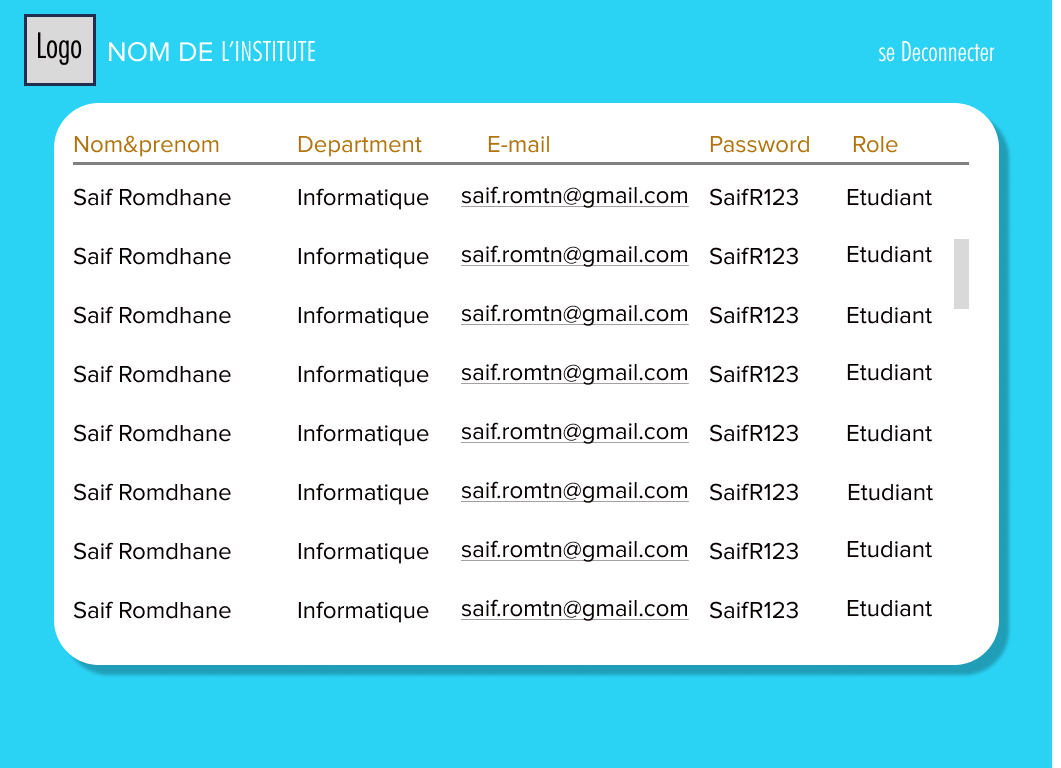 Logo NOM DE L'INSTITUTE se Deconnecter
Nom&prenom Department E-mail Password Role
Saif Romdhane Informatique saif.romtn@gmail.com SaifR123 Etudiant
Saif Romdhane Informatique saif.romtn@gmail.com SaifR123 Etudiant
Saif Romdhane Informatique saif.romtn@gmail.com SaifR123 Etudiant
Saif Romdhane Informatique saif.romtn@gmail.com SaifR123 Etudiant
Saif Romdhane Informatique saif.romtn@gmail.com SaifR123 Etudiant
Saif Romdhane Informatique saif.romtn@gmail.com SaifR123 Etudiant
Saif Romdhane Informatique saif.romtn@gmail.com SaifR123 Etudiant
Saif Romdhane Informatique saif.romtn@gmail.com SaifR123 Etudiant